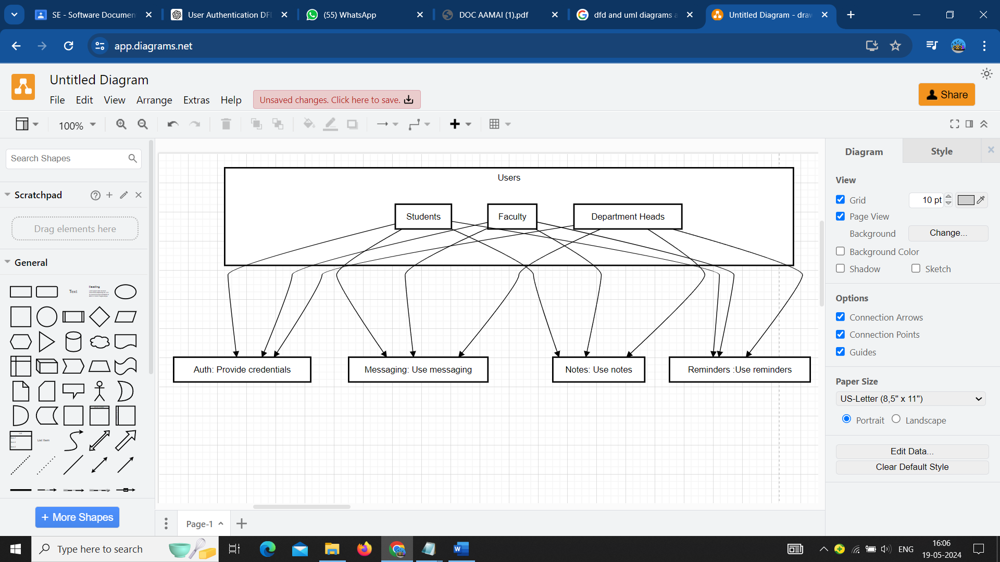 SE - Software Documen
User Authentication DF
(55) WhatsApp
DOC AAMAI (1).pdf
dfd and uml diagrams a
Untitled Diagram - draw
app.diagrams.net
Untitled Diagram
File Edit View Arrange Extras Help
Unsaved changes. Click here to save.
Share
100%
Search Shapes
Scratchpad
Drag elements here
General
Text
Heading
List Item
+ More Shapes
Users
Students
Faculty
Department Heads
Auth: Provide credentials
Messaging: Use messaging
Notes: Use notes
Reminders :Use reminders
Page-1
Diagram
Style
View
Grid
10 pt
Page View
Background
Change...
Background Color
Shadow
Sketch
Options
Connection Arrows
Connection Points
Guides
Paper Size
US-Letter (8,5" x 11")
Portrait
Landscape
Edit Data...
Clear Default Style
Type here to search
ENG
16:06
19-05-2024